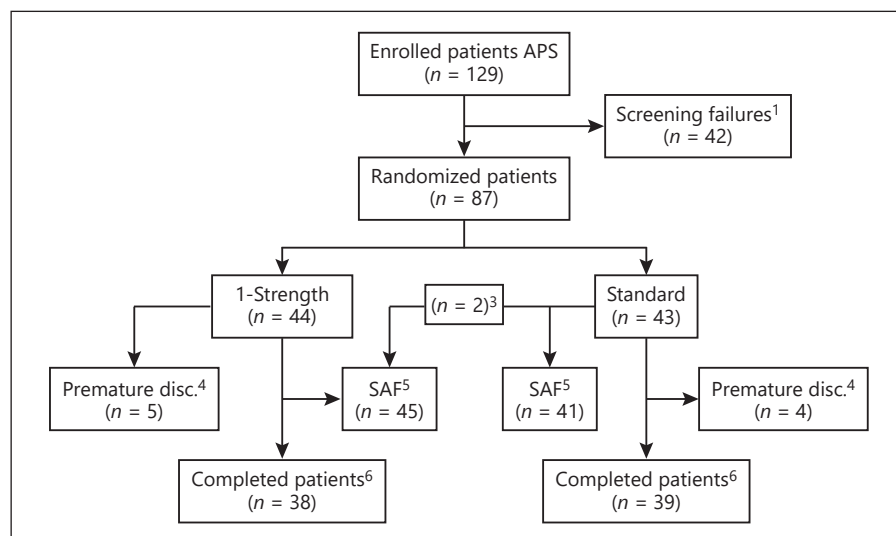 Enrolled patients APS
(n = 129)
Screening failures¹
(n = 42)
Randomized patients
(n = 87)
1-Strength
(n = 44)
(n = 2)³
Standard
(n = 43)
Premature disc.⁴
(n = 5)
SAF⁵
(n = 45)
SAF⁵
(n = 41)
Premature disc.⁴
(n = 4)
Completed patients⁶
(n = 38)
Completed patients⁶
(n = 39)